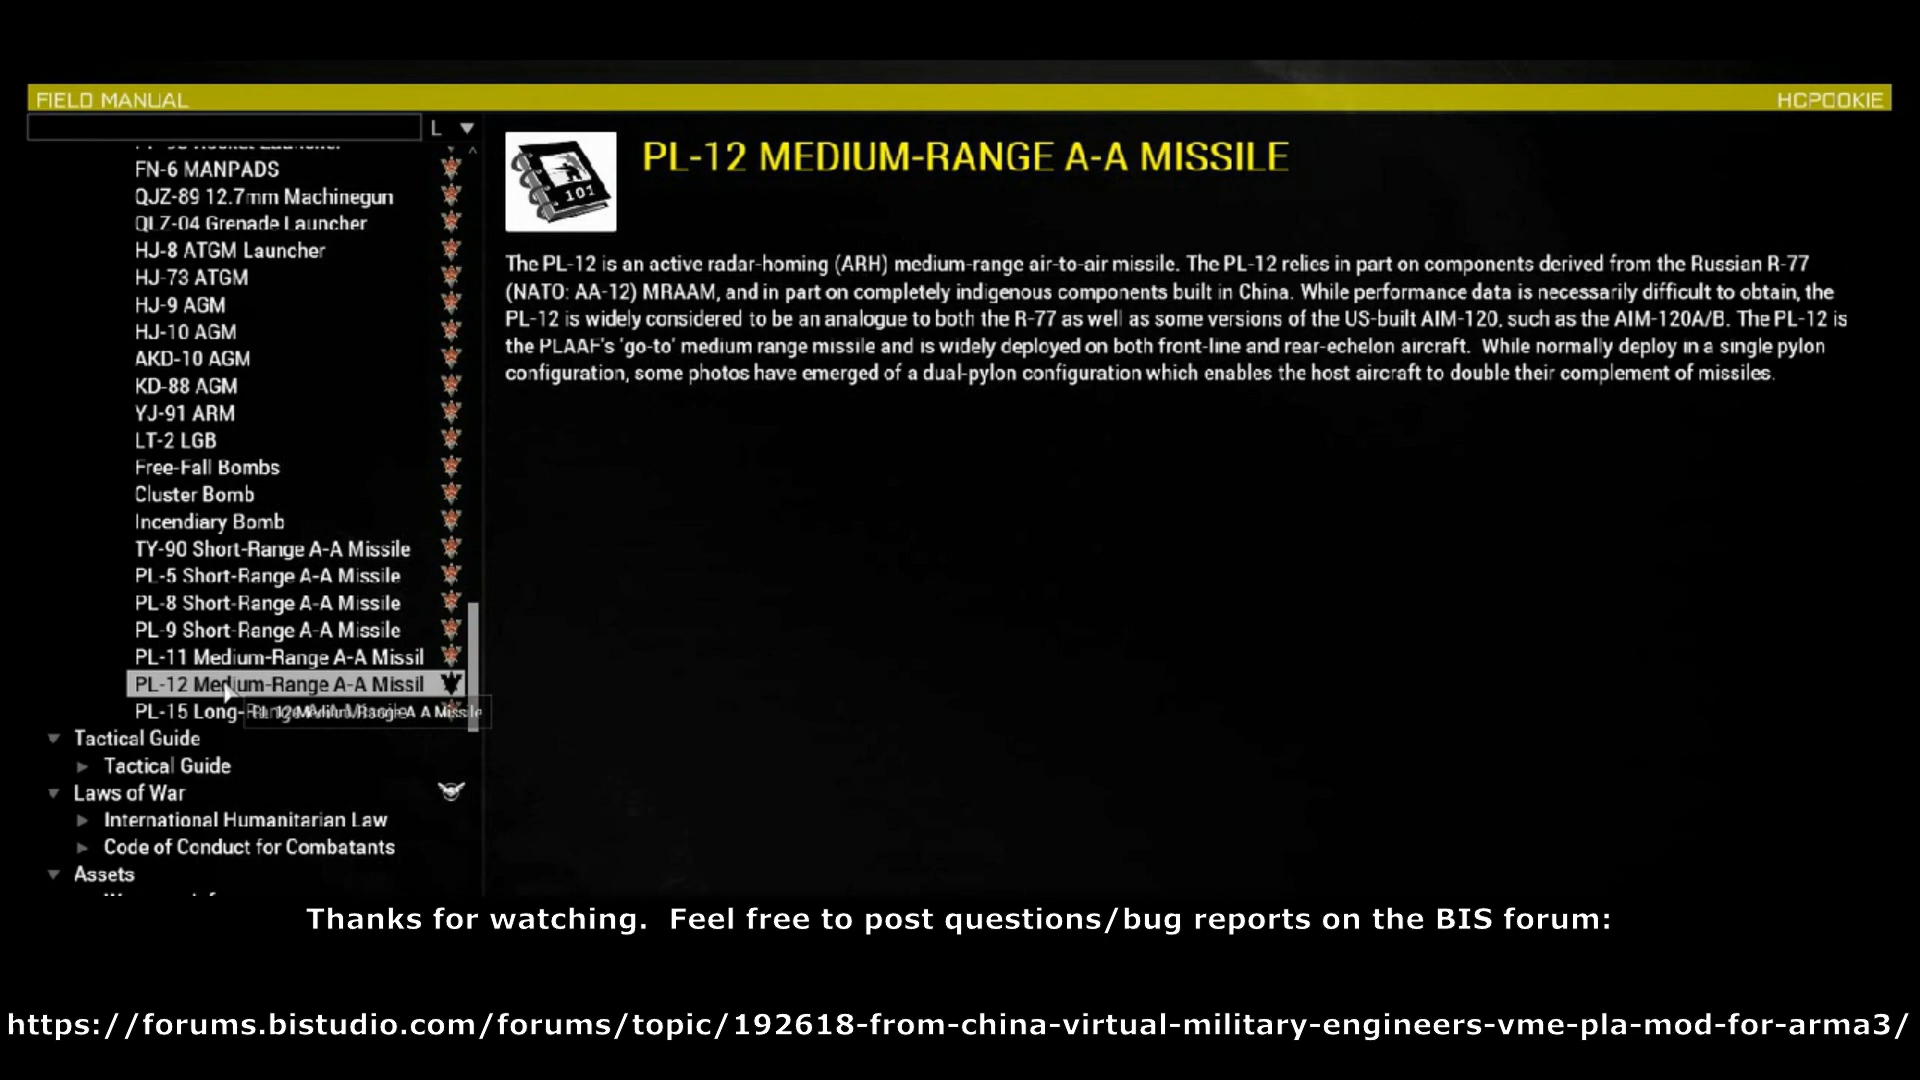 FIELD MANUAL
HCPCOOKIE
L
FN-6 MANPADS
QJZ-89 12.7mm Machinegun
QLZ-04 Grenade Launcher
HJ-8 ATGM Launcher
HJ-73 ATGM
HJ-9 AGM
HJ-10 AGM
AKD-10 AGM
KD-88 AGM
YJ-91 ARM
LT-2 LGB
Free-Fall Bombs
Cluster Bomb
Incendiary Bomb
TY-90 Short-Range A-A Missile
PL-5 Short-Range A-A Missile
PL-8 Short-Range A-A Missile
PL-9 Short-Range A-A Missile
PL-11 Medium-Range A-A Missil
PL-12 Medium-Range A-A Missil
PL-15 Long-
PL-12 Medium-Range A-A Missile
Tactical Guide
Tactical Guide
Laws of War
International Humanitarian Law
Code of Conduct for Combatants
Assets
101
PL-12 MEDIUM-RANGE A-A MISSILE
The PL-12 is an active radar-homing (ARH) medium-range air-to-air missile. The PL-12 relies in part on components derived from the Russian R-77
(NATO: AA-12) MRAAM, and in part on completely indigenous components built in China. While performance data is necessarily difficult to obtain, the
PL-12 is widely considered to be an analogue to both the R-77 as well as some versions of the US-built AIM-120, such as the AIM-120A/B. The PL-12 is
the PLAAF's 'go-to' medium range missile and is widely deployed on both front-line and rear-echelon aircraft. While normally deploy in a single pylon
configuration, some photos have emerged of a dual-pylon configuration which enables the host aircraft to double their complement of missiles.
Thanks for watching. Feel free to post questions/bug reports on the BIS forum:
https://forums.bistudio.com/forums/topic/192618-from-china-virtual-military-engineers-vme-pla-mod-for-arma3/